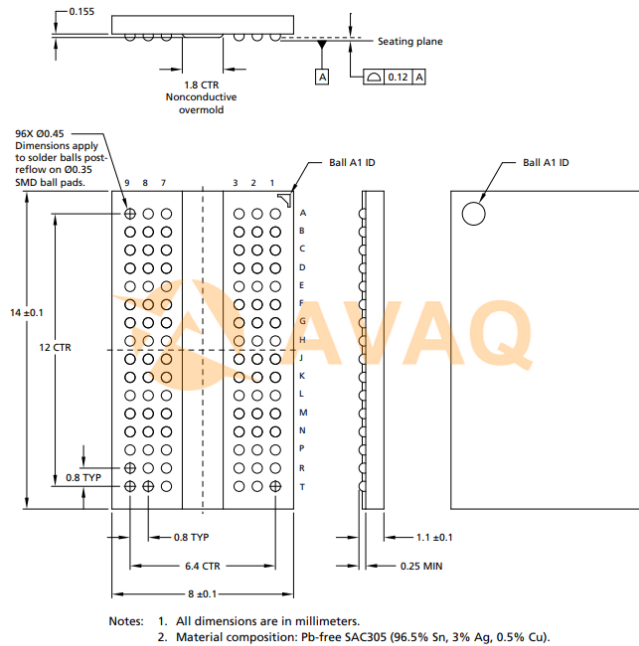 0.155
Seating plane
A
0.12 A
1.8 CTR
Nonconductive
overmold
96X Ø0.45
Dimensions apply
to solder balls post-
reflow on Ø0.35
SMD ball pads.
Ball A1 ID
Ball A1 ID
9 8 7 3 2 1
A
B
C
D
E
F
G
H
J
K
L
M
N
P
R
T
14 ±0.1
12 CTR
0.8 TYP
0.8 TYP
6.4 CTR
8 ±0.1
1.1 ±0.1
0.25 MIN
AVAQ
Notes: 1. All dimensions are in millimeters.
2. Material composition: Pb-free SAC305 (96.5% Sn, 3% Ag, 0.5% Cu).